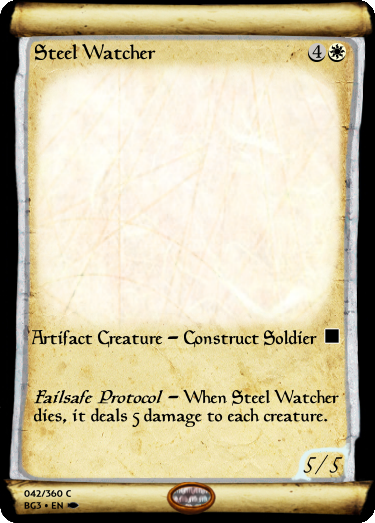 Steel Watcher 4
Artifact Creature – Construct Soldier
Failsafe Protocol – When Steel Watcher
dies, it deals 5 damage to each creature.
5/5
042/360 C
BG3 • EN